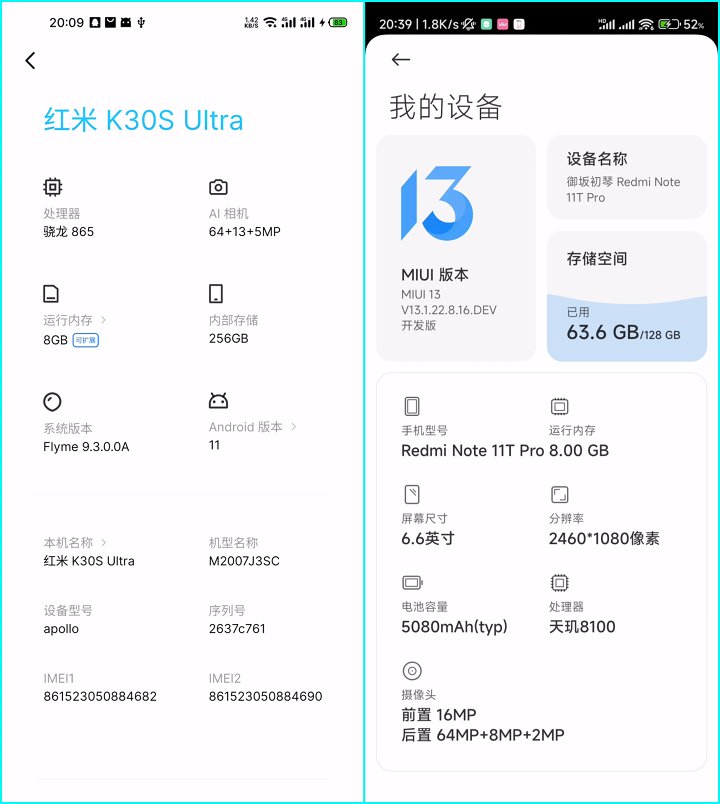 20:09
1.42
KB/S
4G
4G
83
红米 K30S Ultra
处理器
骁龙 865
AI 相机
64+13+5MP
运行内存
8GB 可扩展
内部存储
256GB
系统版本
Flyme 9.3.0.0A
Android 版本
11
本机名称
红米 K30S Ultra
机型名称
M2007J3SC
设备型号
apollo
序列号
2637c761
IMEI1
861523050884682
IMEI2
861523050884690
20:39 | 1.8K/s
HD
52%
我的设备
13
MIUI 版本
MIUI 13
V13.1.22.8.16.DEV
开发版
设备名称
御坂初琴 Redmi Note
11T Pro
存储空间
已用
63.6 GB/128 GB
手机型号
Redmi Note 11T Pro
运行内存
8.00 GB
屏幕尺寸
6.6英寸
分辨率
2460*1080像素
电池容量
5080mAh(typ)
处理器
天玑8100
摄像头
前置 16MP
后置 64MP+8MP+2MP